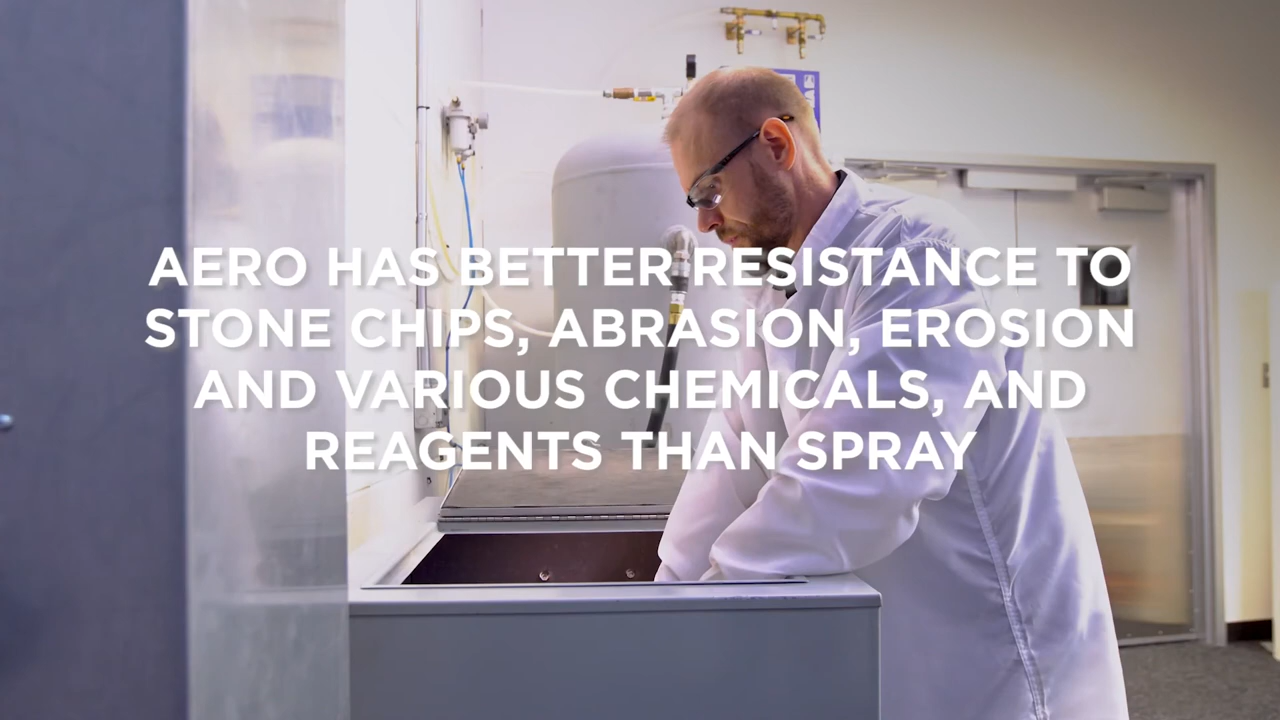 AERO HAS BETTER RESISTANCE TO
STONE CHIPS, ABRASION, EROSION
AND VARIOUS CHEMICALS, AND
REAGENTS THAN SPRAY